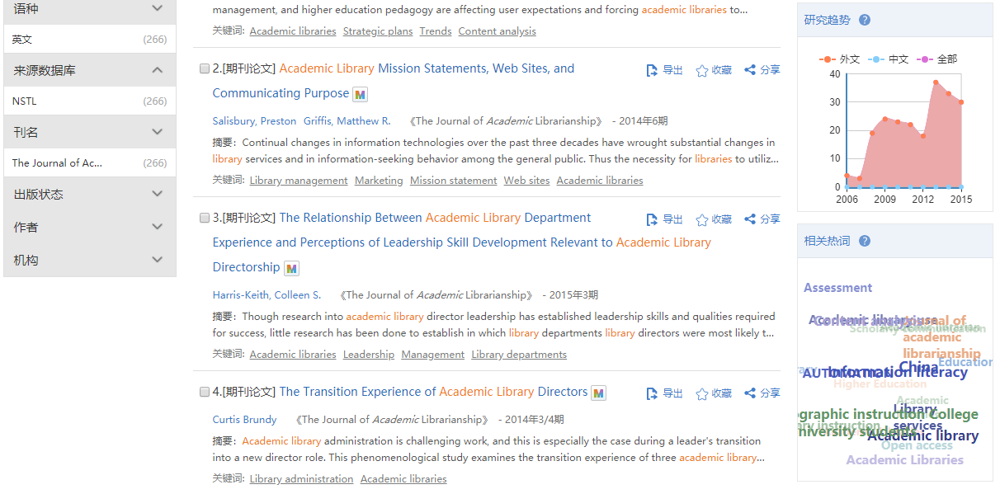 语种
英文 (266)
来源数据库
NSTL (266)
刊名
The Journal of Ac... (266)
出版状态
作者
机构
management, and higher education pedagogy are affecting user expectations and forcing academic libraries to...
关键词: Academic libraries Strategic plans Trends Content analysis
2.[期刊论文] Academic Library Mission Statements, Web Sites, and
Communicating Purpose M
导出 收藏 分享
Salisbury, Preston Griffis, Matthew R. 《The Journal of Academic Librarianship》 - 2014年6期
摘要：Continual changes in information technologies over the past three decades have wrought substantial changes in
library services and in information-seeking behavior among the general public. Thus the necessity for libraries to utiliz...
关键词: Library management Marketing Mission statement Web sites Academic libraries
3.[期刊论文] The Relationship Between Academic Library Department
Experience and Perceptions of Leadership Skill Development Relevant to Academic Library
Directorship M
导出 收藏 分享
Harris-Keith, Colleen S. 《The Journal of Academic Librarianship》 - 2015年3期
摘要：Though research into academic library director leadership has established leadership skills and qualities required
for success, little research has been done to establish in which library departments library directors were most likely t...
关键词: Academic libraries Leadership Management Library departments
4.[期刊论文] The Transition Experience of Academic Library Directors M
导出 收藏 分享
Curtis Brundy 《The Journal of Academic Librarianship》 - 2014年3/4期
摘要：Academic library administration is challenging work, and this is especially the case during a leader's transition
into a new director role. This phenomenological study examines the transition experience of three academic library...
关键词: Library administration Academic libraries
研究趋势 ?
外文 中文 全部
40
30
20
10
0
2006 2009 2012 2015
相关热词 ?
Assessment
Academic library use
Content analysis
Journal of
academic
librarianship
Scholarly communication
Academic librarian
China
Education
AUTOMATION
Information literacy
Higher Education
Academic
Library
services
ographic instruction College
ary instruction
niversity students
Academic library
Open access
Academic Libraries